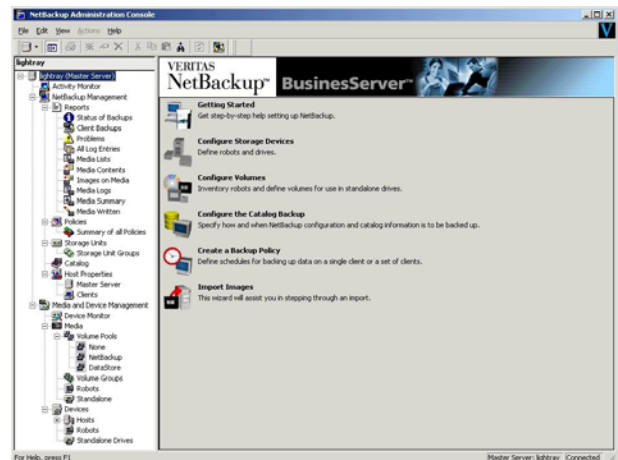 NetBackup Administration Console
File Edit View Actions Help
lightray
lightray (Master Server)
Activity Monitor
NetBackup Management
Reports
Status of Backups
Client Backups
Problems
All Log Entries
Media Lists
Media Contents
Images on Media
Media Logs
Media Summary
Media Written
Policies
Summary of all Policies
Storage Units
Storage Unit Groups
Catalog
Host Properties
Master Server
Clients
Media and Device Management
Device Monitor
Media
Volume Pools
None
NetBackup
DataStore
Volume Groups
Robots
Standalone
Devices
Hosts
Robots
Standalone Drives
VERITAS
NetBackup™ BusinesServer™
Getting Started
Get step-by-step help setting up NetBackup.
Configure Storage Devices
Define robots and drives.
Configure Volumes
Inventory robots and define volumes for use in standalone drives.
Configure the Catalog Backup
Specify how and when NetBackup configuration and catalog information is to be backed up.
Create a Backup Policy
Define schedules for backing up data on a single client or a set of clients.
Import Images
This wizard will assist you in stepping through an import.
For Help, press F1
Master Server: lightray Connected